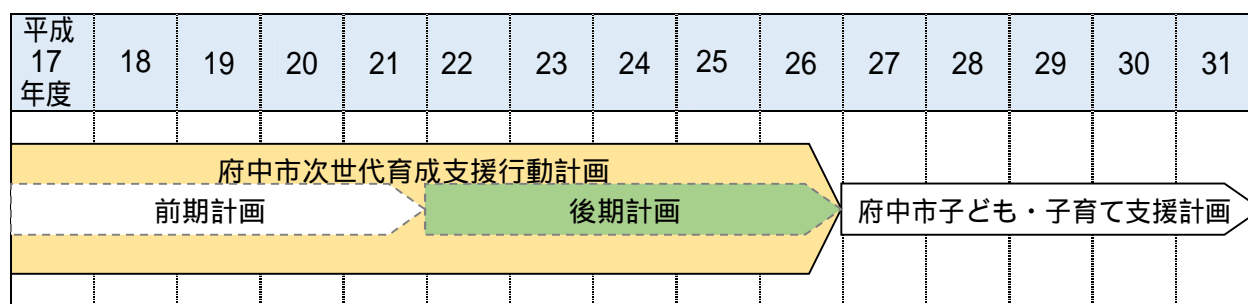 平成
17
年度
18
19
20
21
22
23
24
25
26
27
28
29
30
31
府中市次世代育成支援行動計画
前期計画
後期計画
府中市子ども・子育て支援計画